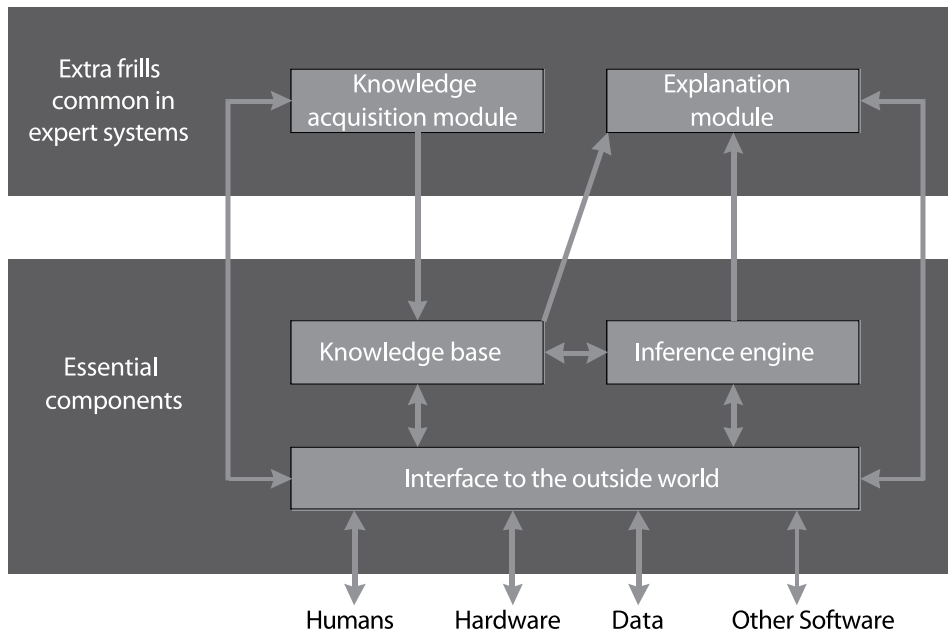 Extra frills
common in
expert systems
Knowledge
acquisition module
Explanation
module
Essential
components
Knowledge base
Inference engine
Interface to the outside world
Humans
Hardware
Data
Other Software